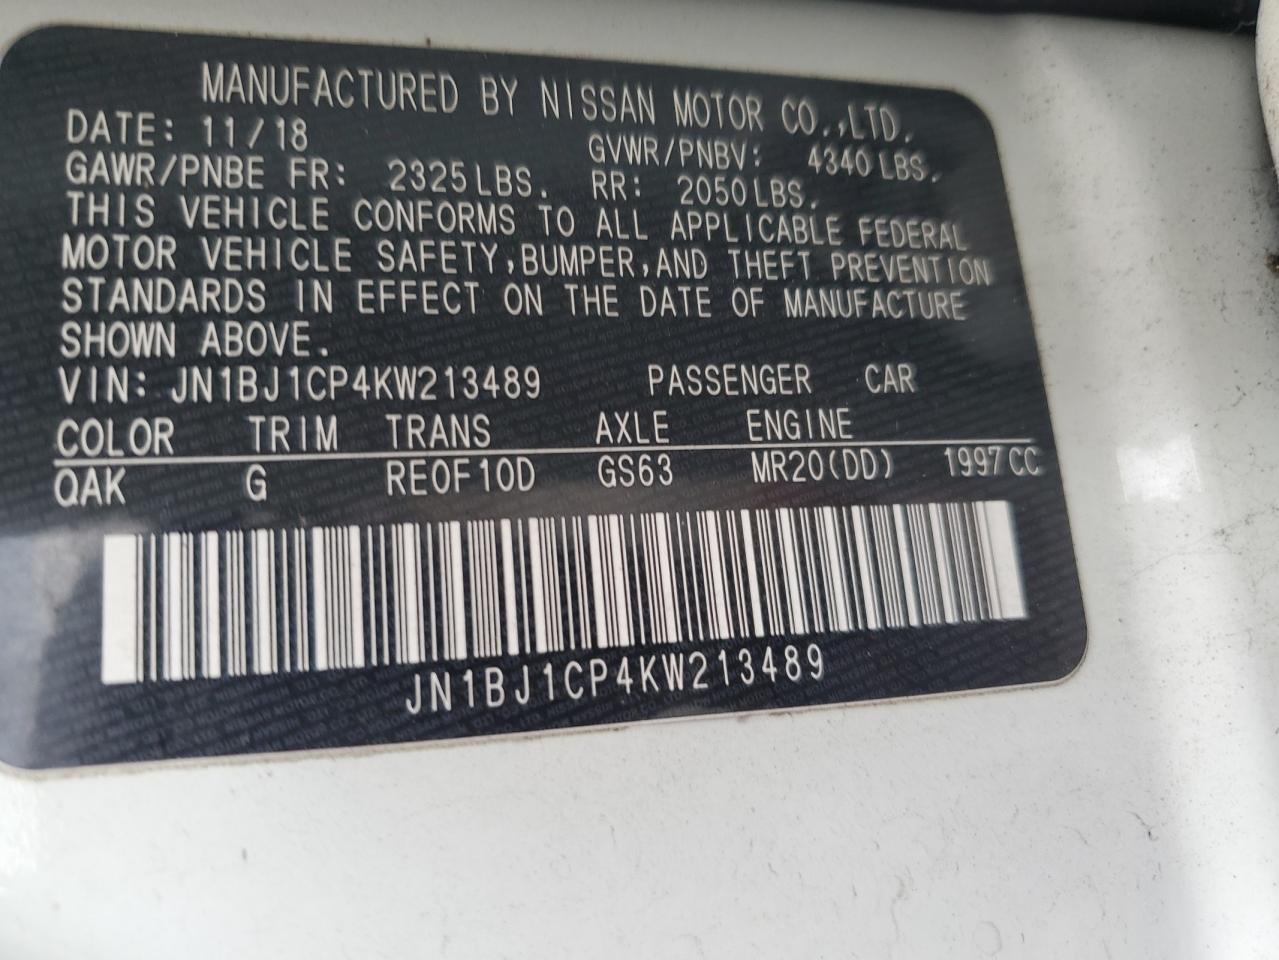 MANUFACTURED BY NISSAN MOTOR CO.,LTD.
DATE: 11/18 GVWR/PNBV: 4340 LBS.
GAWR/PNBE FR: 2325 LBS. RR: 2050 LBS.
THIS VEHICLE CONFORMS TO ALL APPLICABLE FEDERAL
MOTOR VEHICLE SAFETY,BUMPER,AND THEFT PREVENTION
STANDARDS IN EFFECT ON THE DATE OF MANUFACTURE
SHOWN ABOVE.
VIN: JN1BJ1CP4KW213489 PASSENGER CAR
COLOR TRIM TRANS AXLE ENGINE
QAK G RE0F10D GS63 MR20(DD) 1997CC
JN1BJ1CP4KW213489